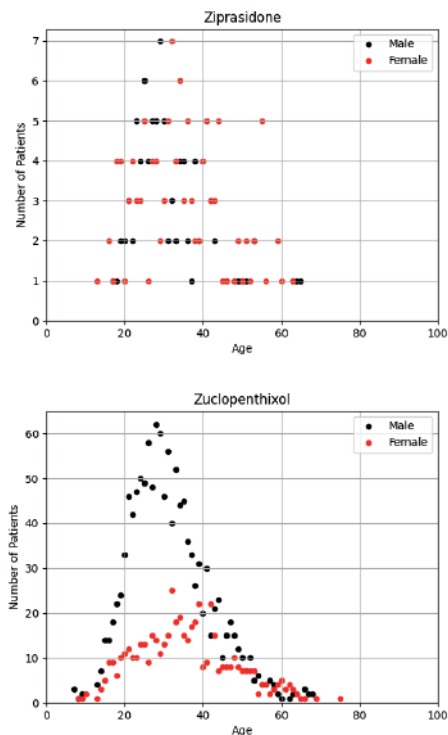 Ziprasidone
7
6
5
4
3
2
1
0
Number of Patients
Male
Female
0 20 40 60 80 100
Age
Zuclopenthixol
60
50
40
30
20
10
0
Number of Patients
Male
Female
0 20 40 60 80 100
Age